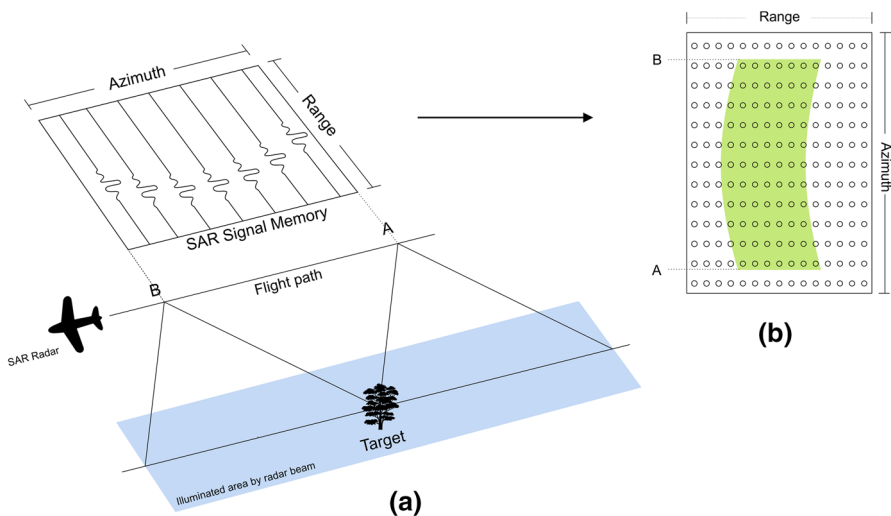 Azimuth
Range
SAR Signal Memory
A
B
Flight path
SAR Radar
Target
Illuminated area by radar beam
(a)
Range
B
Azimuth
A
(b)